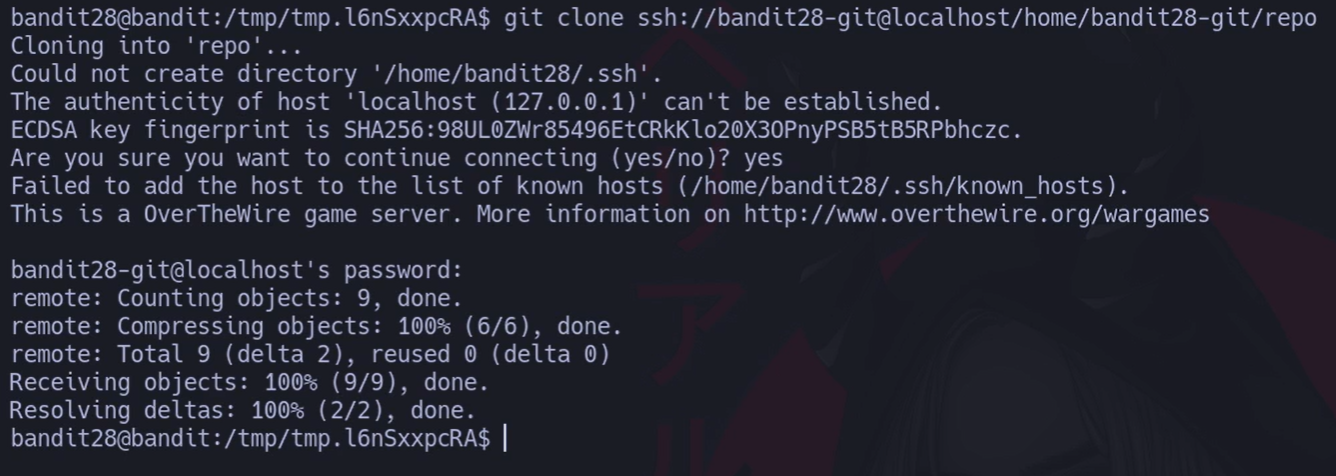 bandit28@bandit:/tmp/tmp.l6nSxxpcRA$ git clone ssh://bandit28-git@localhost/home/bandit28-git/repo
Cloning into 'repo'...
Could not create directory '/home/bandit28/.ssh'.
The authenticity of host 'localhost (127.0.0.1)' can't be established.
ECDSA key fingerprint is SHA256:98UL0ZWr85496EtCRkKlo20X3OPnyPSB5tB5RPbhczc.
Are you sure you want to continue connecting (yes/no)? yes
Failed to add the host to the list of known hosts (/home/bandit28/.ssh/known_hosts).
This is a OverTheWire game server. More information on http://www.overthewire.org/wargames
bandit28-git@localhost's password:
remote: Counting objects: 9, done.
remote: Compressing objects: 100% (6/6), done.
remote: Total 9 (delta 2), reused 0 (delta 0)
Receiving objects: 100% (9/9), done.
Resolving deltas: 100% (2/2), done.
bandit28@bandit:/tmp/tmp.l6nSxxpcRA$